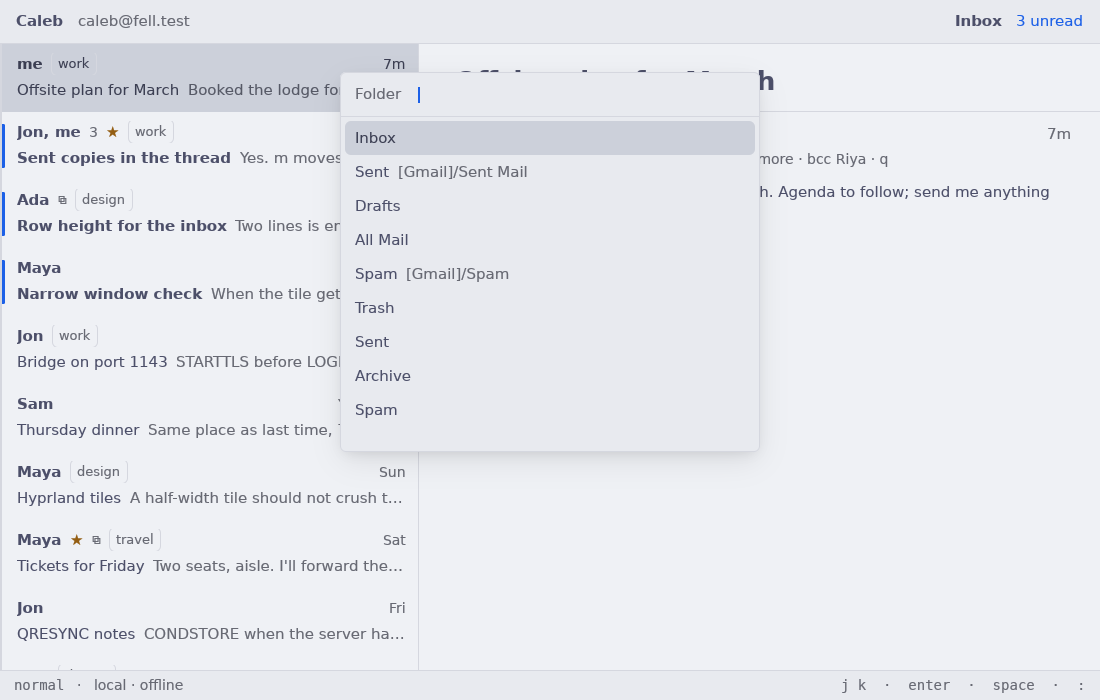 Caleb caleb@fell.test Inbox 3 unread
me work 7m
Offsite plan for March Booked the lodge
Jon, me 3 ★ work
Sent copies in the thread Yes. m moves
Ada design
Row height for the inbox Two lines is
Maya
Narrow window check When the tile
Jon work
Bridge on port 1143 STARTTLS before
Sam
Thursday dinner Same place as last time,
Maya design Sun
Hyprland tiles A half-width tile should not crush t…
Maya ★ travel Sat
Tickets for Friday Two seats, aisle. I'll forward the…
Jon Fri
QRESYNC notes CONDSTORE when the server ha…
Folder
Inbox
Sent [Gmail]/Sent Mail
Drafts
All Mail
Spam [Gmail]/Spam
Trash
Sent
Archive
Spam
7m
more · bcc Riya · q
h. Agenda to follow; send me anything
normal · local · offline j k · enter · space · :